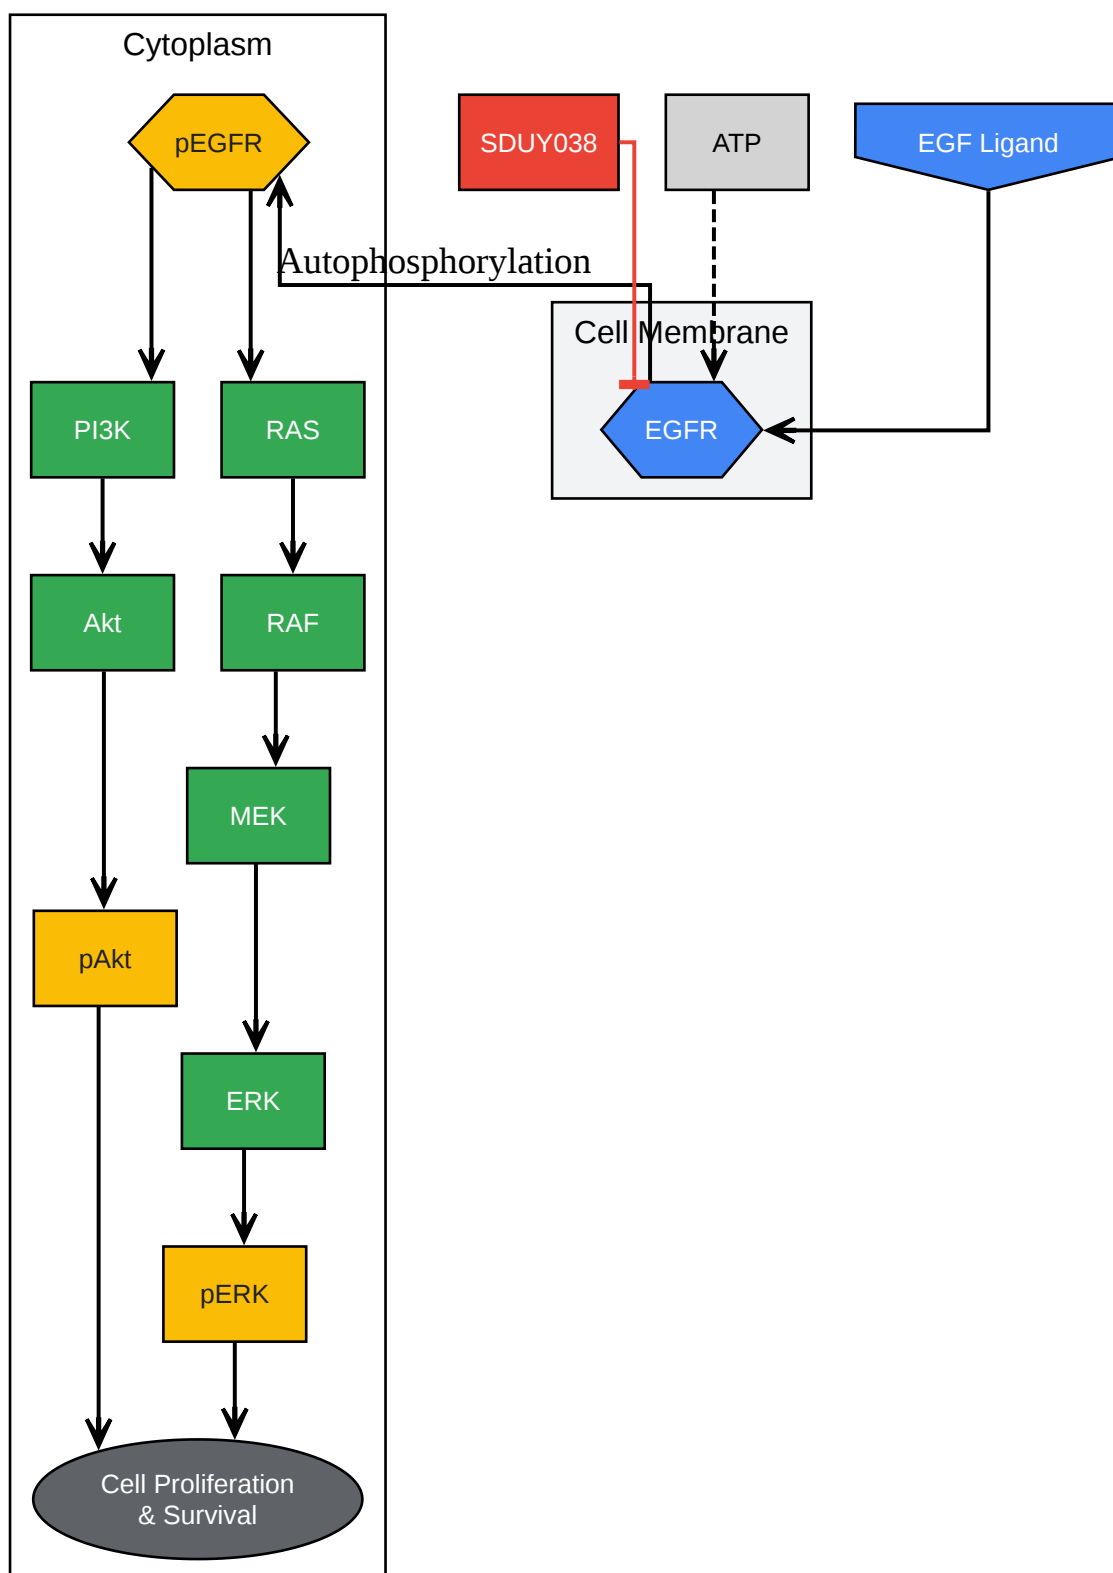 Cytoplasm
pEGFR
SDUY038
ATP
EGF Ligand
Autophosphorylation
Cell Membrane
PI3K
RAS
EGFR
Akt
RAF
MEK
pAkt
ERK
pERK
Cell Proliferation
& Survival